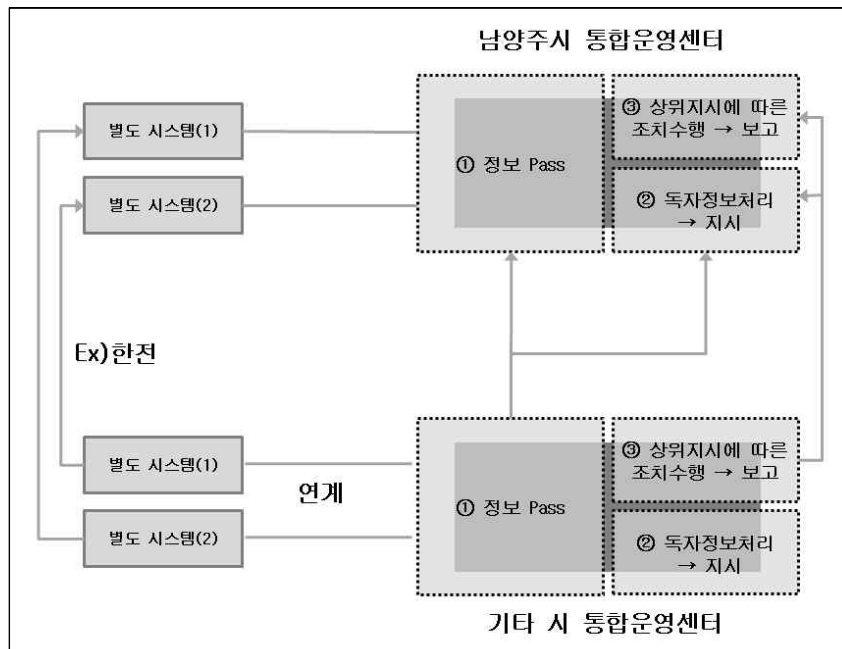 남양주시 통합운영센터
별도 시스템(1)
별도 시스템(2)
① 정보 Pass
③ 상위지시에 따른
조치수행 → 보고
② 독자정보처리
→ 지시
Ex)한전
별도 시스템(1)
별도 시스템(2)
연계
① 정보 Pass
③ 상위지시에 따른
조치수행 → 보고
② 독자정보처리
→ 지시
기타 시 통합운영센터